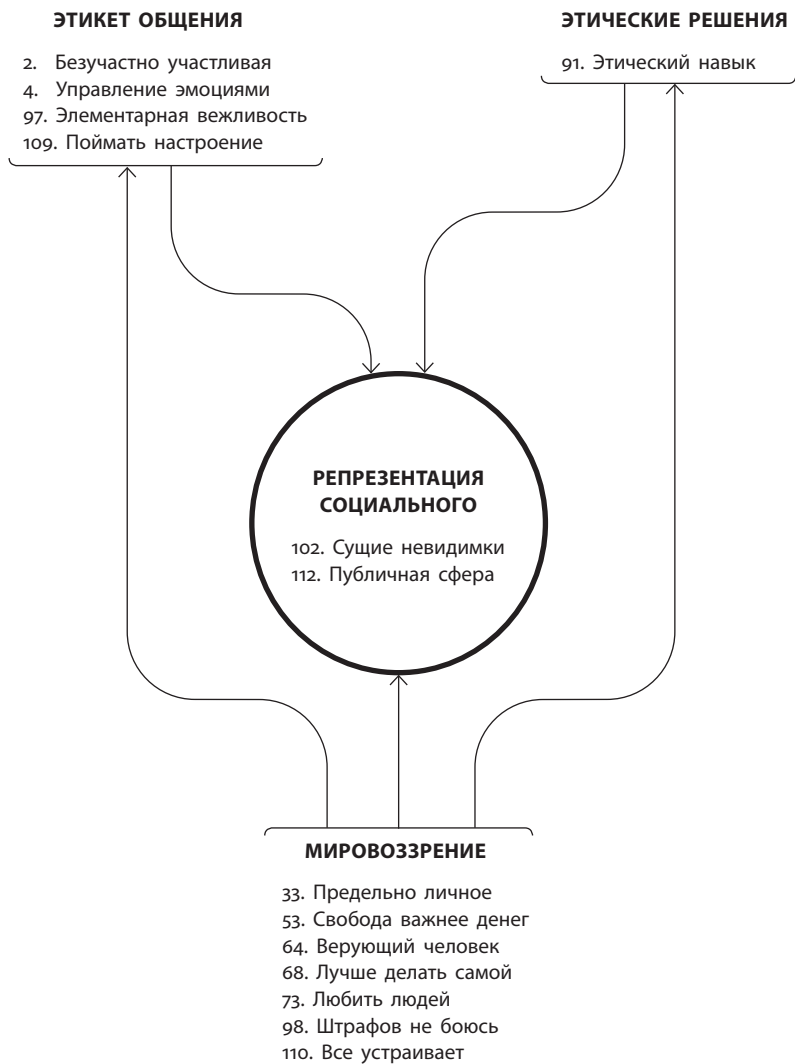 ЭТИКЕТ ОБЩЕНИЯ
2. Безучастно участливая
4. Управление эмоциями
97. Элементарная вежливость
109. Поймать настроение
ЭТИЧЕСКИЕ РЕШЕНИЯ
91. Этический навык
РЕПРЕЗЕНТАЦИЯ
СОЦИАЛЬНОГО
102. Сущие невидимки
112. Публичная сфера
МИРОВОЗЗРЕНИЕ
33. Предельно личное
53. Свобода важнее денег
64. Верующий человек
68. Лучше делать самой
73. Любить людей
98. Штрафов не боюсь
110. Все устраивает